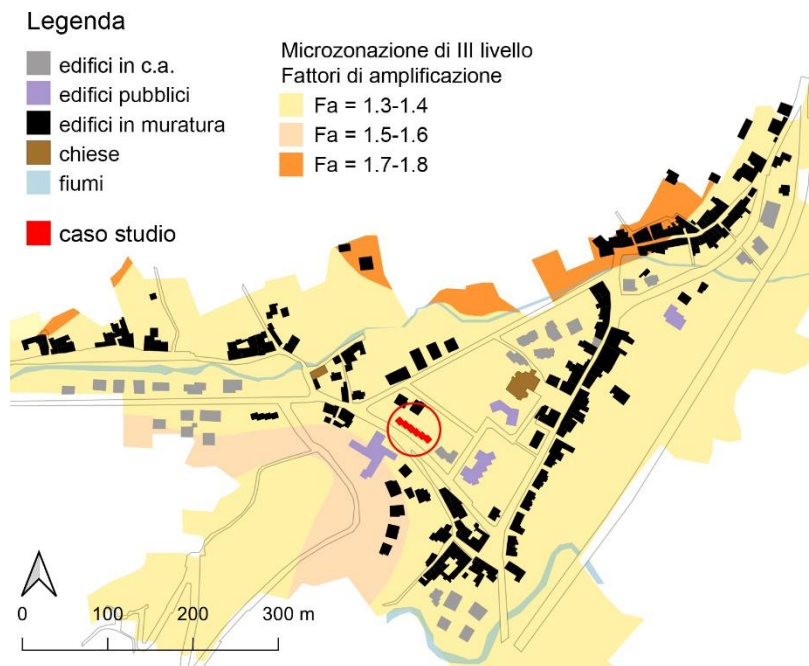 Legenda
edifici in c.a.
edifici pubblici
edifici in muratura
chiese
fiumi
caso studio
Microzonazione di III livello
Fattori di amplificazione
Fa = 1.3-1.4
Fa = 1.5-1.6
Fa = 1.7-1.8
0 100 200 300 m